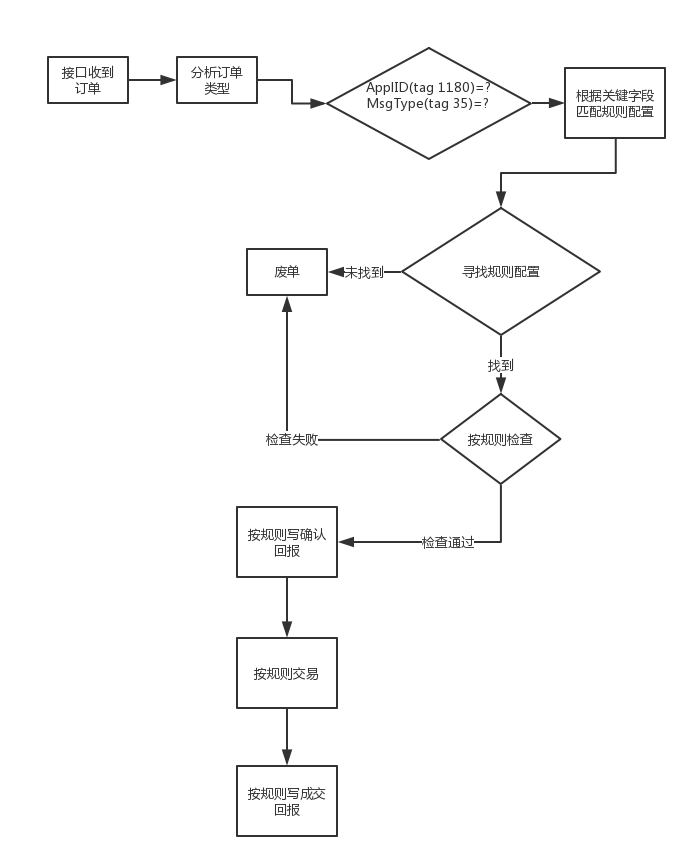 接口收到
订单
分析订单
类型
ApplID(tag 1180)=?
MsgType(tag 35)=?
根据关键字段
匹配规则配置
废单
未找到
寻找规则配置
找到
检查失败
按规则检查
按规则写确认
回报
检查通过
按规则交易
按规则写成交
回报